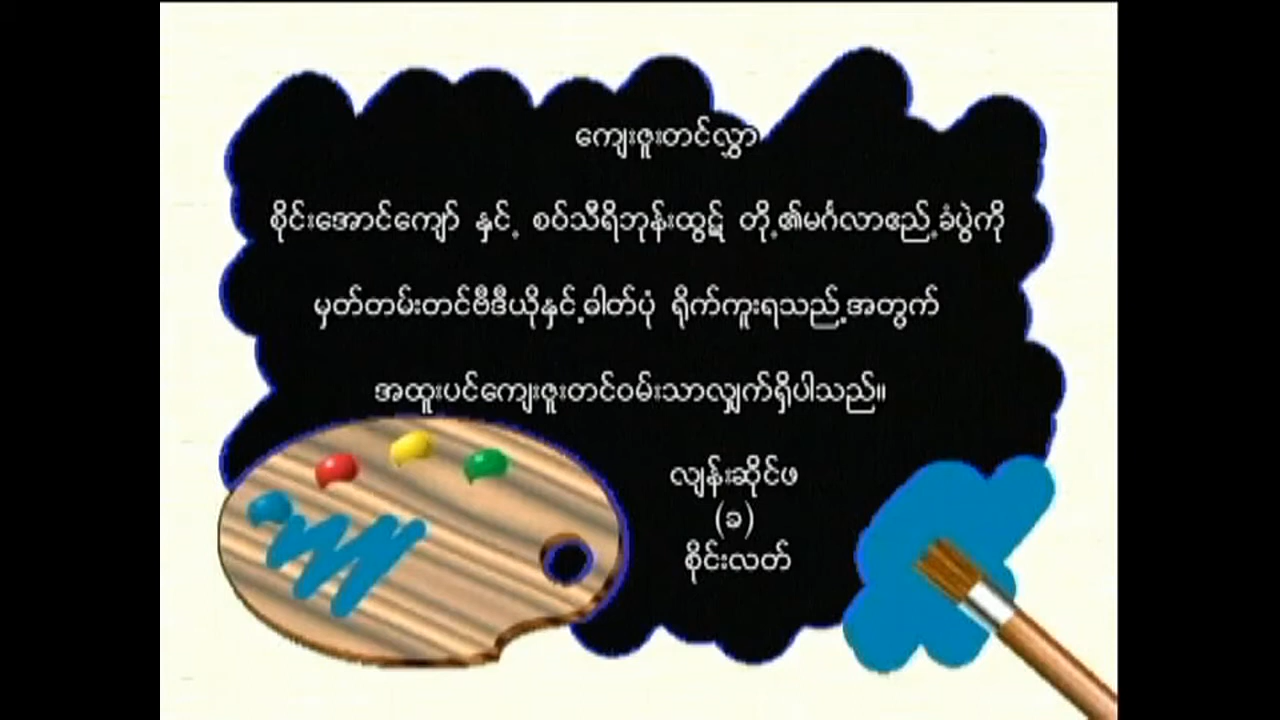 ကျေးဇူးတင်လွှာ
စိုင်းအောင်ကျော် နှင့် စဝ်သီရိဘုန်းထွဋ် တို့၏မင်္ဂလာဧည့်ခံပွဲကို
မှတ်တမ်းတင်ဗီဒီယိုနှင့်ဓါတ်ပုံ ရိုက်ကူးရသည့်အတွက်
အထူးပင်ကျေးဇူးတင်ဝမ်းသာလျှက်ရှိပါသည်။
လျန်းဆိုင်ဖ
(ခ)
စိုင်းလတ်